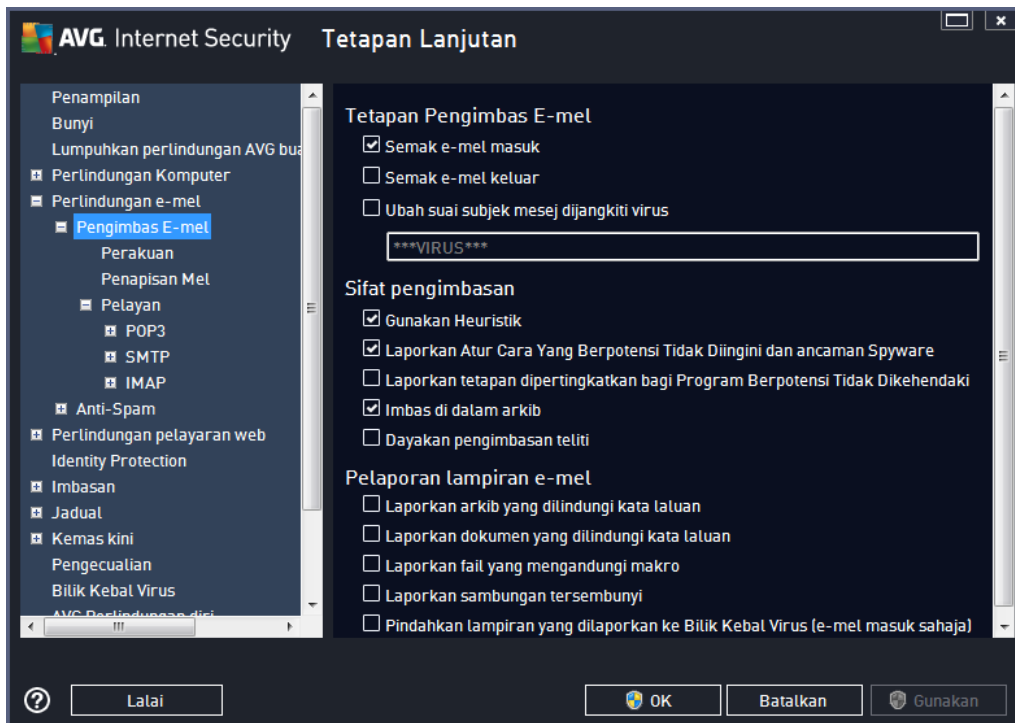 AVG. Internet Security Tetapan Lanjutan
Penampilan
Bunyi
Lumpuhkan perlindungan AVG bua
Perlindungan Komputer
Perlindungan e-mel
Pengimbas E-mel
Perakuan
Penapisan Mel
Pelayan
POP3
SMTP
IMAP
Anti-Spam
Perlindungan pelayaran web
Identity Protection
Imbasan
Jadual
Kemas kini
Pengecualian
Bilik Kebal Virus
AVG Perlindungan diri
Tetapan Pengimbas E-mel
Semak e-mel masuk
Semak e-mel keluar
Ubah suai subjek mesej dijangkiti virus
***VIRUS***
Sifat pengimbasan
Gunakan Heuristik
Laporkan Atur Cara Yang Berpotensi Tidak Diingini dan ancaman Spyware
Laporkan tetapan dipertingkatkan bagi Program Berpotensi Tidak Dikehendaki
Imbas di dalam arkib
Dayakan pengimbasan teliti
Pelaporan lampiran e-mel
Laporkan arkib yang dilindungi kata laluan
Laporkan dokumen yang dilindungi kata laluan
Laporkan fail yang mengandungi makro
Laporkan sambungan tersembunyi
Pindahkan lampiran yang dilaporkan ke Bilik Kebal Virus (e-mel masuk sahaja)
Lalai
OK
Batalkan
Gunakan